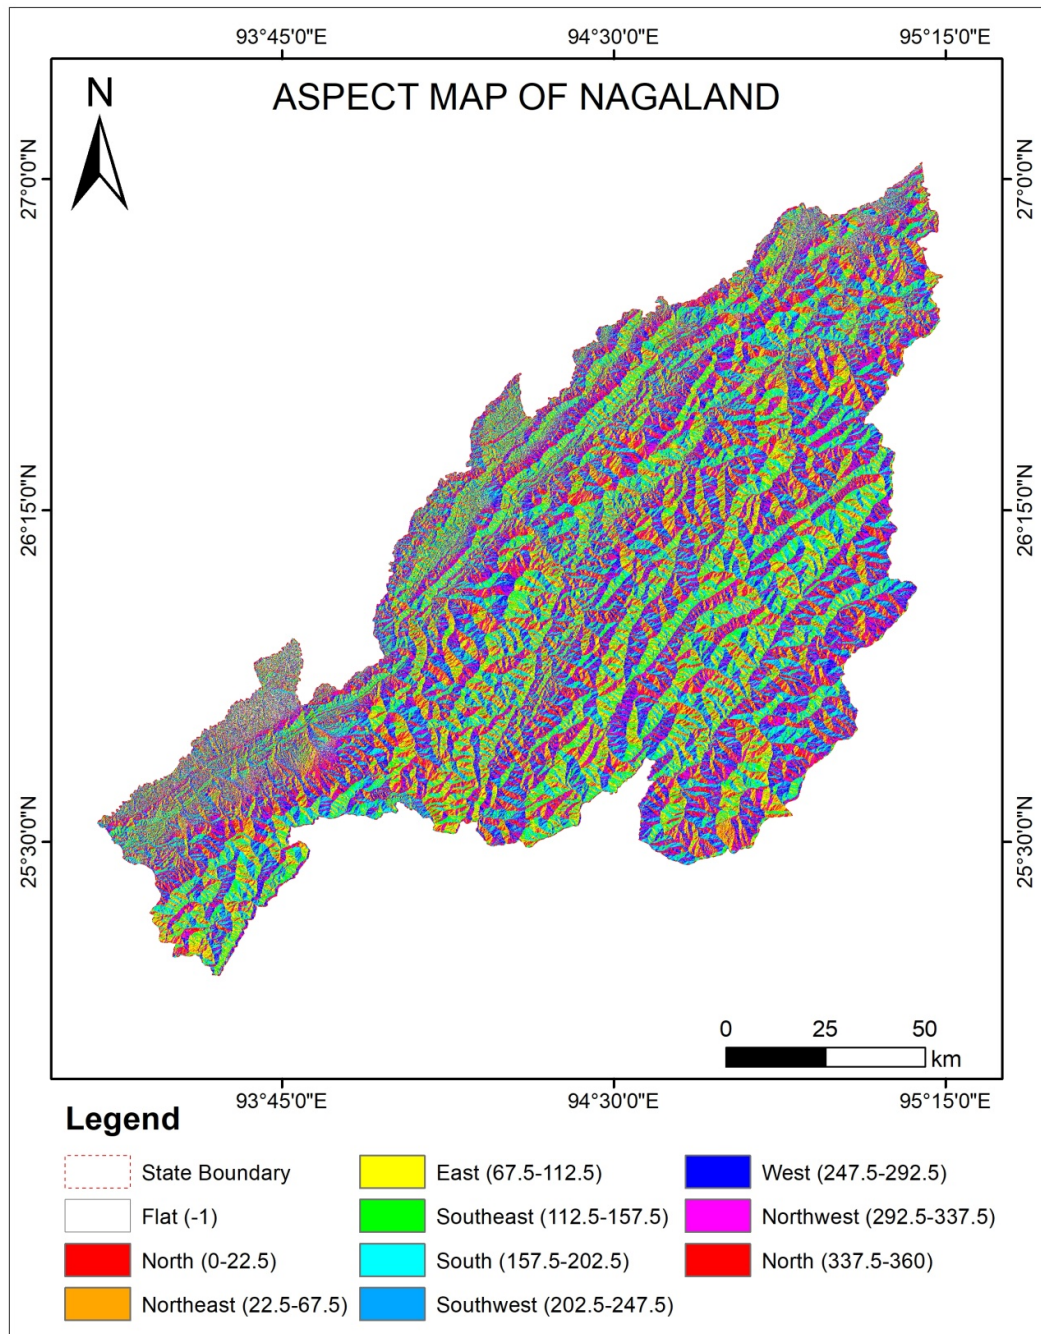 93°45'0"E 94°30'0"E 95°15'0"E
N
ASPECT MAP OF NAGALAND
27°0'0"N 27°0'0"N
26°15'0"N 26°15'0"N
25°30'0"N 25°30'0"N
0 25 50
km
93°45'0"E 94°30'0"E 95°15'0"E
Legend
State Boundary
Flat (-1)
North (0-22.5)
Northeast (22.5-67.5)
East (67.5-112.5)
Southeast (112.5-157.5)
South (157.5-202.5)
Southwest (202.5-247.5)
West (247.5-292.5)
Northwest (292.5-337.5)
North (337.5-360)